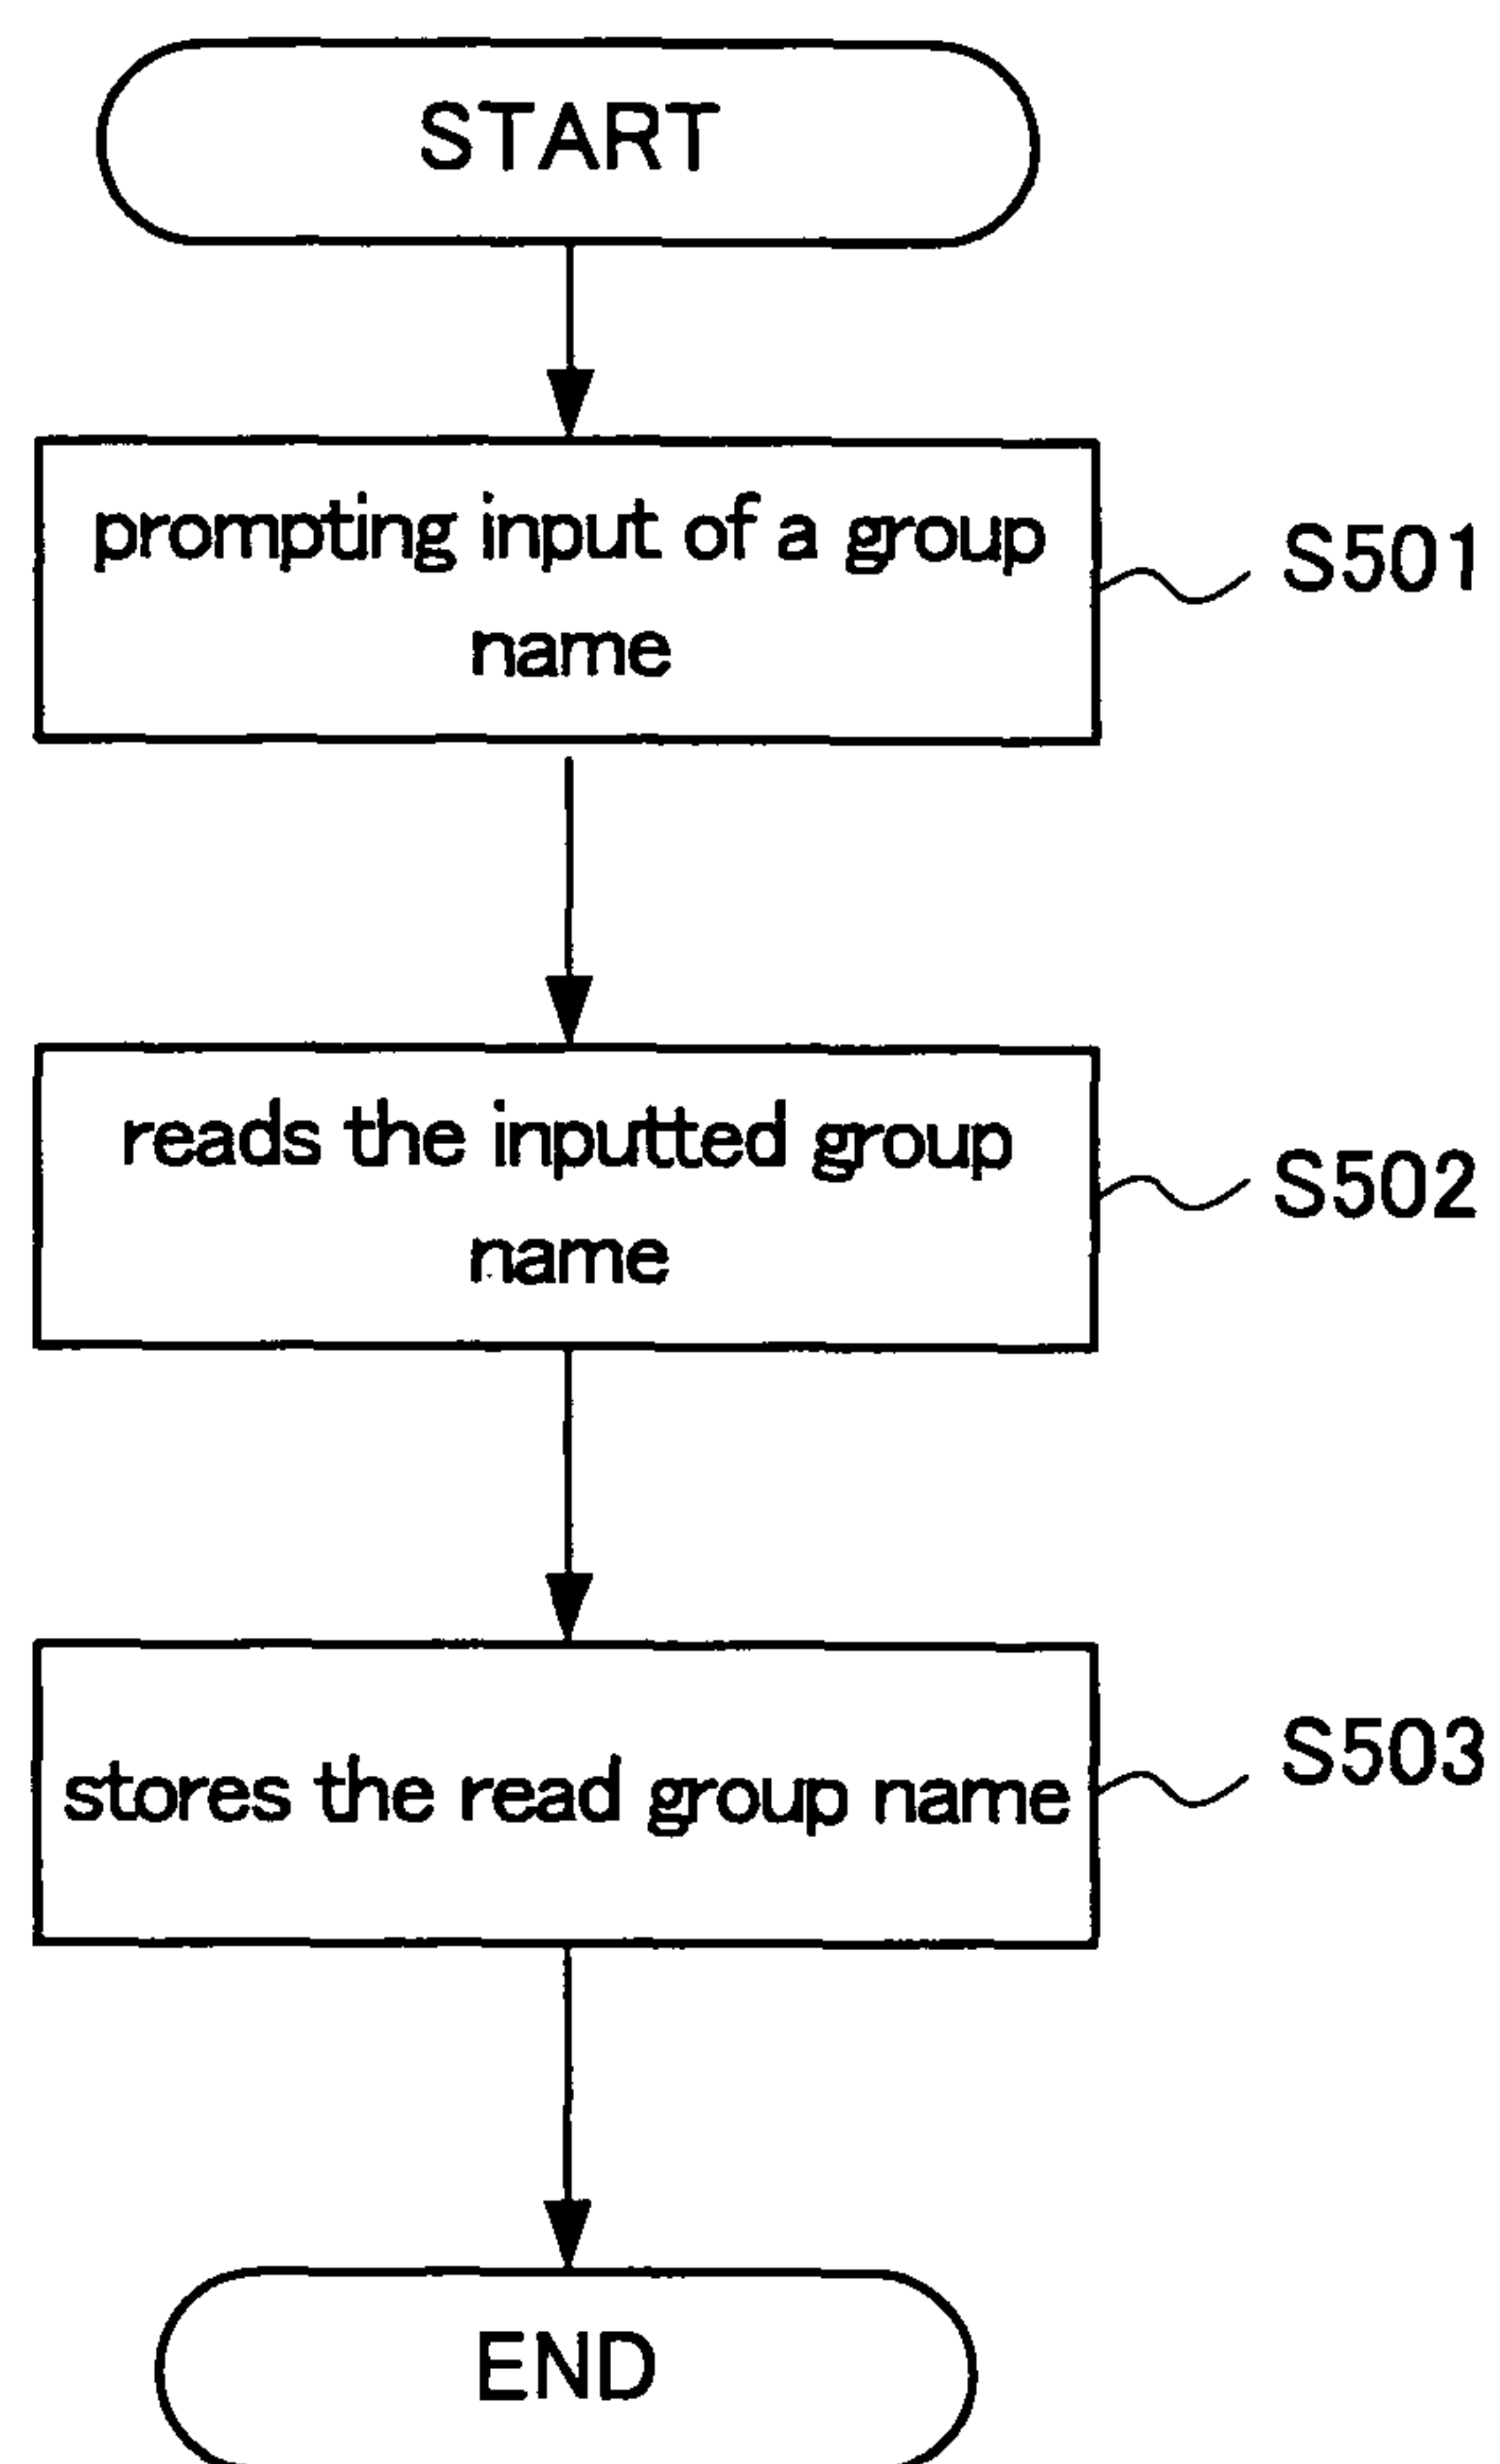 START
prompting input of a group
name
S501
reads the inputted group
name
S502
stores the read group name
S503
END